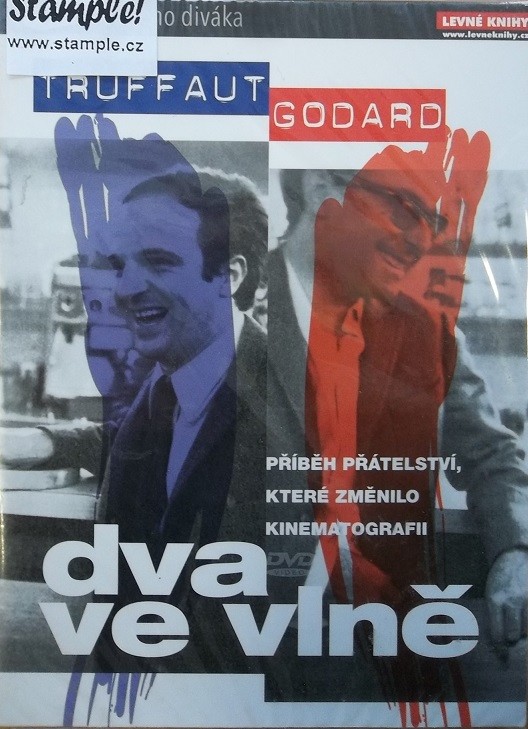 Stample!
www.stample.cz
diváka
LEVNÉ KNIHY
www.levneknihy.cz
TRUFFAUT
GODARD
PŘÍBĚH PŘÁTELSTVÍ,
KTERÉ ZMĚNILO
KINEMATOGRAFII
DVD
VIDEO
dva
ve vlně